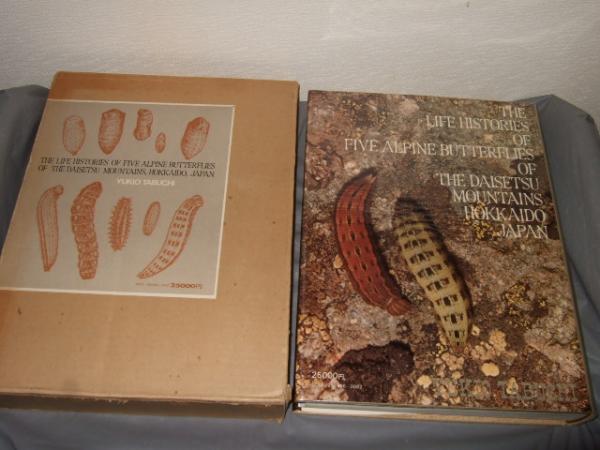 THE LIFE HISTORIES OF FIVE ALPINE BUTTERFLIES
OF THE DAISETSU MOUNTAINS, HOKKAIDO, JAPAN
YUKIO TABUCHI
25000円
THE
LIFE HISTORIES
OF
FIVE ALPINE BUTTERFLIES
OF
THE DAISETSU
MOUNTAINS,
HOKKAIDO,
JAPAN
25000円
YUKIO TABUCHI